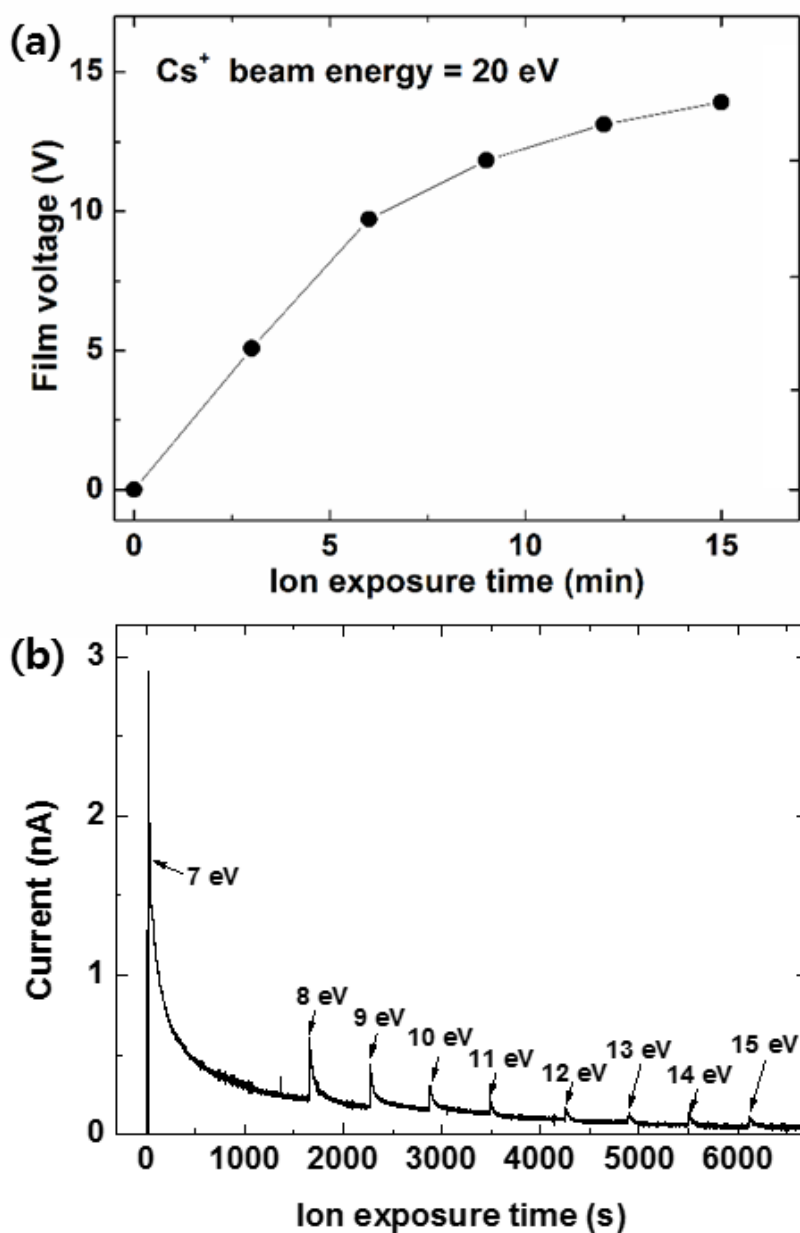 (a)
Cs⁺ beam energy = 20 eV
15
10
5
0
Film voltage (V)
0 5 10 15
Ion exposure time (min)
(b)
3
2
1
0
Current (nA)
7 eV
8 eV
9 eV
10 eV
11 eV
12 eV
13 eV
14 eV
15 eV
0 1000 2000 3000 4000 5000 6000
Ion exposure time (s)